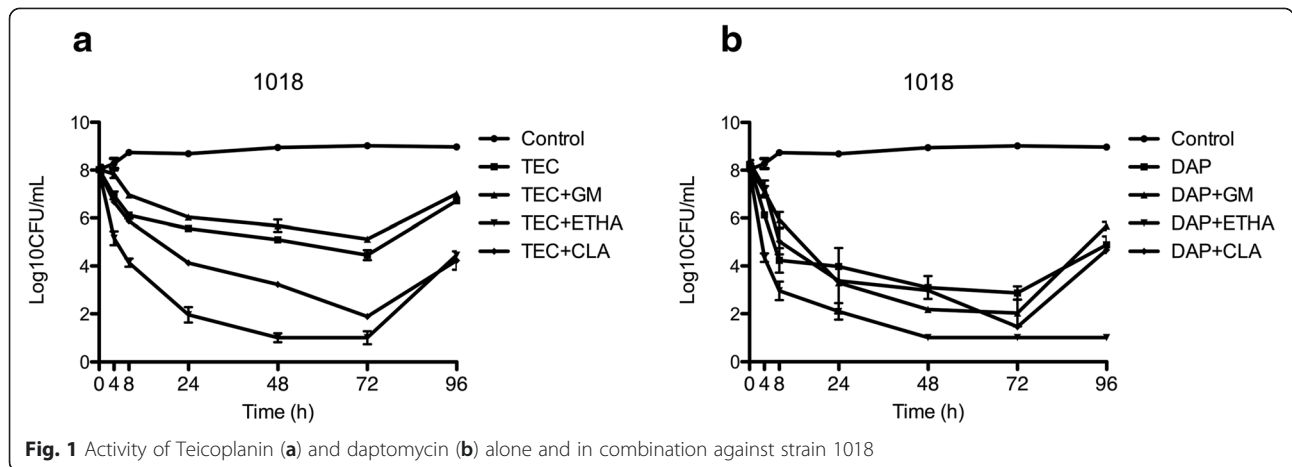 a
1018
10
8
6
4
2
0
Log10CFU/mL
0 4 8 24 48 72 96
Time (h)
Control
TEC
TEC+GM
TEC+ETHA
TEC+CLA
b
1018
10
8
6
4
2
0
Log10CFU/mL
0 4 8 24 48 72 96
Time (h)
Control
DAP
DAP+GM
DAP+ETHA
DAP+CLA
Fig. 1 Activity of Teicoplanin (a) and daptomycin (b) alone and in combination against strain 1018